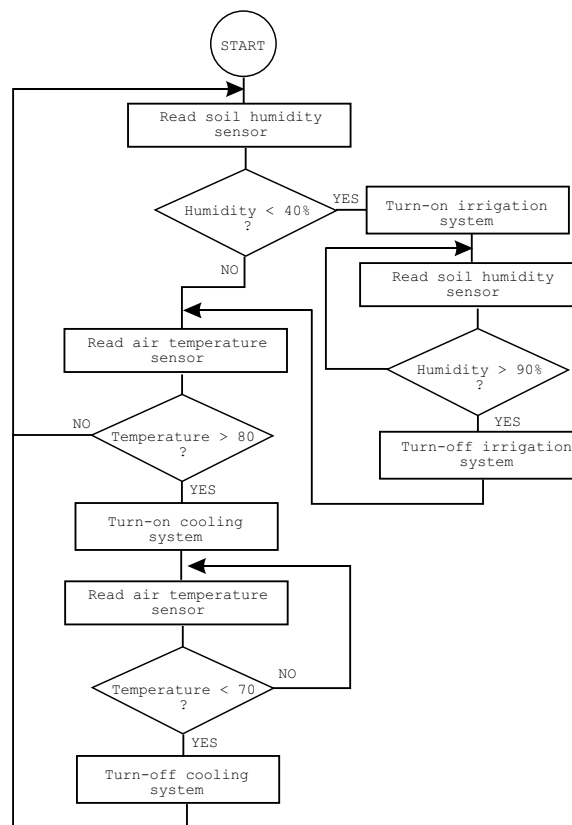 START
Read soil humidity
sensor
Humidity < 40%
?
YES
Turn-on irrigation
system
NO
Read soil humidity
sensor
Humidity > 90%
?
YES
Turn-off irrigation
system
Read air temperature
sensor
NO
Temperature > 80
?
YES
Turn-on cooling
system
Read air temperature
sensor
NO
Temperature < 70
?
YES
Turn-off cooling
system